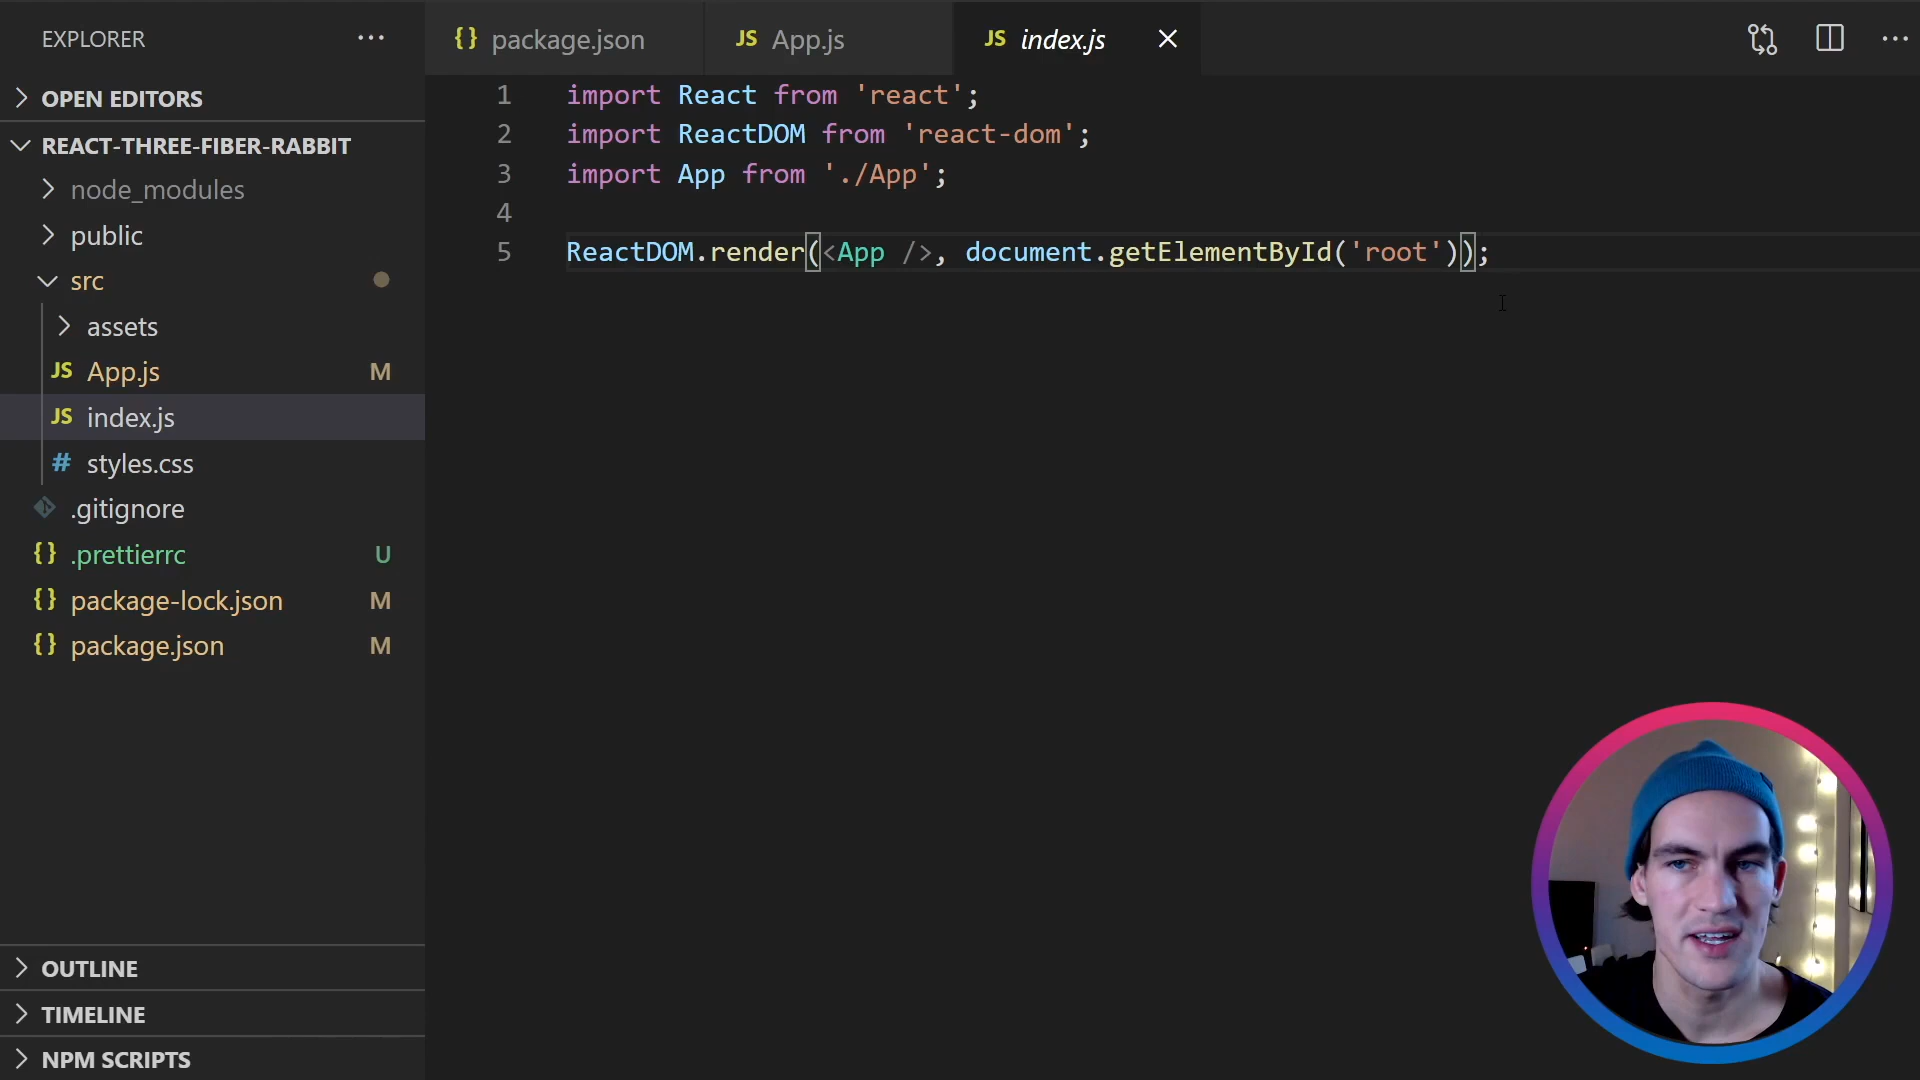 EXPLORER
OPEN EDITORS
REACT-THREE-FIBER-RABBIT
node_modules
public
src
assets
JS App.js M
JS index.js
# styles.css
.gitignore
{} .prettierrc U
{} package-lock.json M
{} package.json M
OUTLINE
TIMELINE
NPM SCRIPTS
{} package.json
JS App.js
JS index.js
1 import React from 'react';
2 import ReactDOM from 'react-dom';
3 import App from './App';
4
5 ReactDOM.render(<App />, document.getElementById('root'));